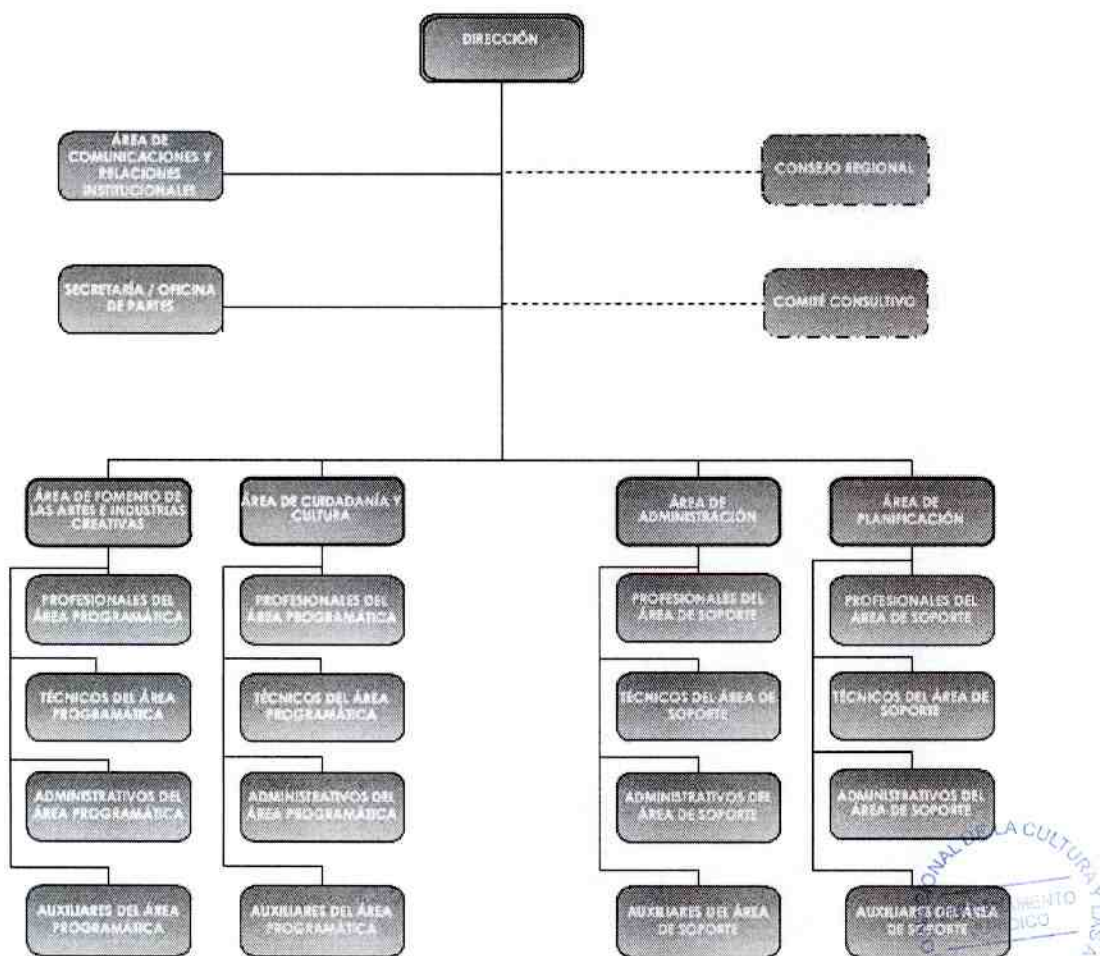 DIRECCIÓN
ÁREA DE
COMUNICACIONES Y
RELACIONES
INSTITUCIONALES
CONSEJO REGIONAL
SECRETARÍA / OFICINA
DE PARTES
COMITÉ CONSULTIVO
ÁREA DE FOMENTO DE
LAS ARTES E INDUSTRIAS
CREATIVAS
ÁREA DE CUIDADANÍA Y
CULTURA
ÁREA DE
ADMINISTRACIÓN
ÁREA DE
PLANIFICACIÓN
PROFESIONALES DEL
ÁREA PROGRAMÁTICA
PROFESIONALES DEL
ÁREA PROGRAMÁTICA
PROFESIONALES DEL
ÁREA DE SOPORTE
PROFESIONALES DEL
ÁREA DE SOPORTE
TÉCNICOS DEL ÁREA
PROGRAMÁTICA
TÉCNICOS DEL ÁREA
PROGRAMÁTICA
TÉCNICOS DEL ÁREA DE
SOPORTE
TÉCNICOS DEL ÁREA DE
SOPORTE
ADMINISTRATIVOS DEL
ÁREA PROGRAMÁTICA
ADMINISTRATIVOS DEL
ÁREA PROGRAMÁTICA
ADMINISTRATIVOS DEL
ÁREA DE SOPORTE
ADMINISTRATIVOS DEL
ÁREA DE SOPORTE
AUXILIARES DEL ÁREA
PROGRAMÁTICA
AUXILIARES DEL ÁREA
PROGRAMÁTICA
AUXILIARES DEL ÁREA
DE SOPORTE
AUXILIARES DEL ÁREA
DE SOPORTE
LA CULTURA Y LAS